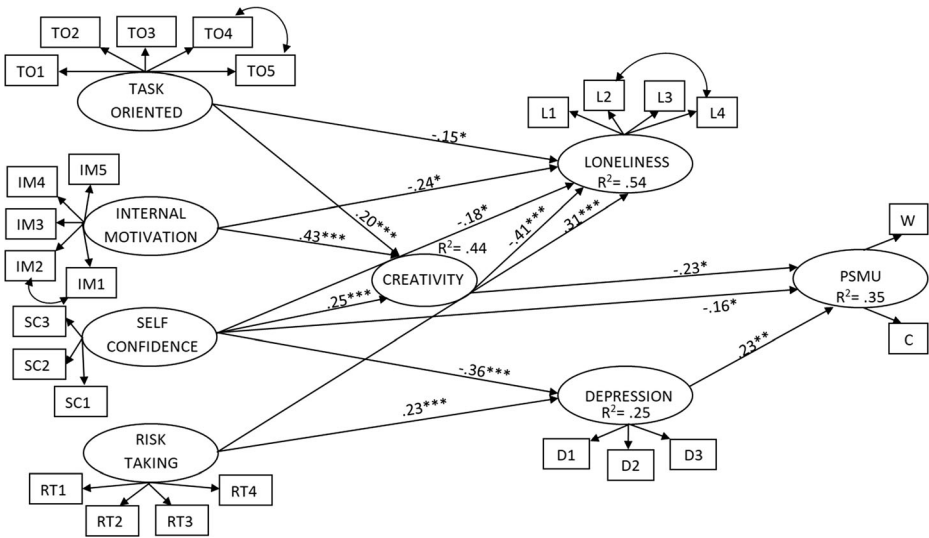 TO1
TO2
TO3
TO4
TO5
TASK
ORIENTED
L1
L2
L3
L4
LONELINESS
R²= .54
-.15*
-.24*
-.18*
-.41***
.31***
.20***
.43***
IM4
IM5
IM3
IM2
IM1
INTERNAL
MOTIVATION
R²= .44
CREATIVITY
.25***
-.23*
-.16*
W
PSMU
R²= .35
C
SC3
SC2
SC1
SELF
CONFIDENCE
-.36***
.23***
.23**
DEPRESSION
R²= .25
D1
D2
D3
RISK
TAKING
RT1
RT2
RT3
RT4